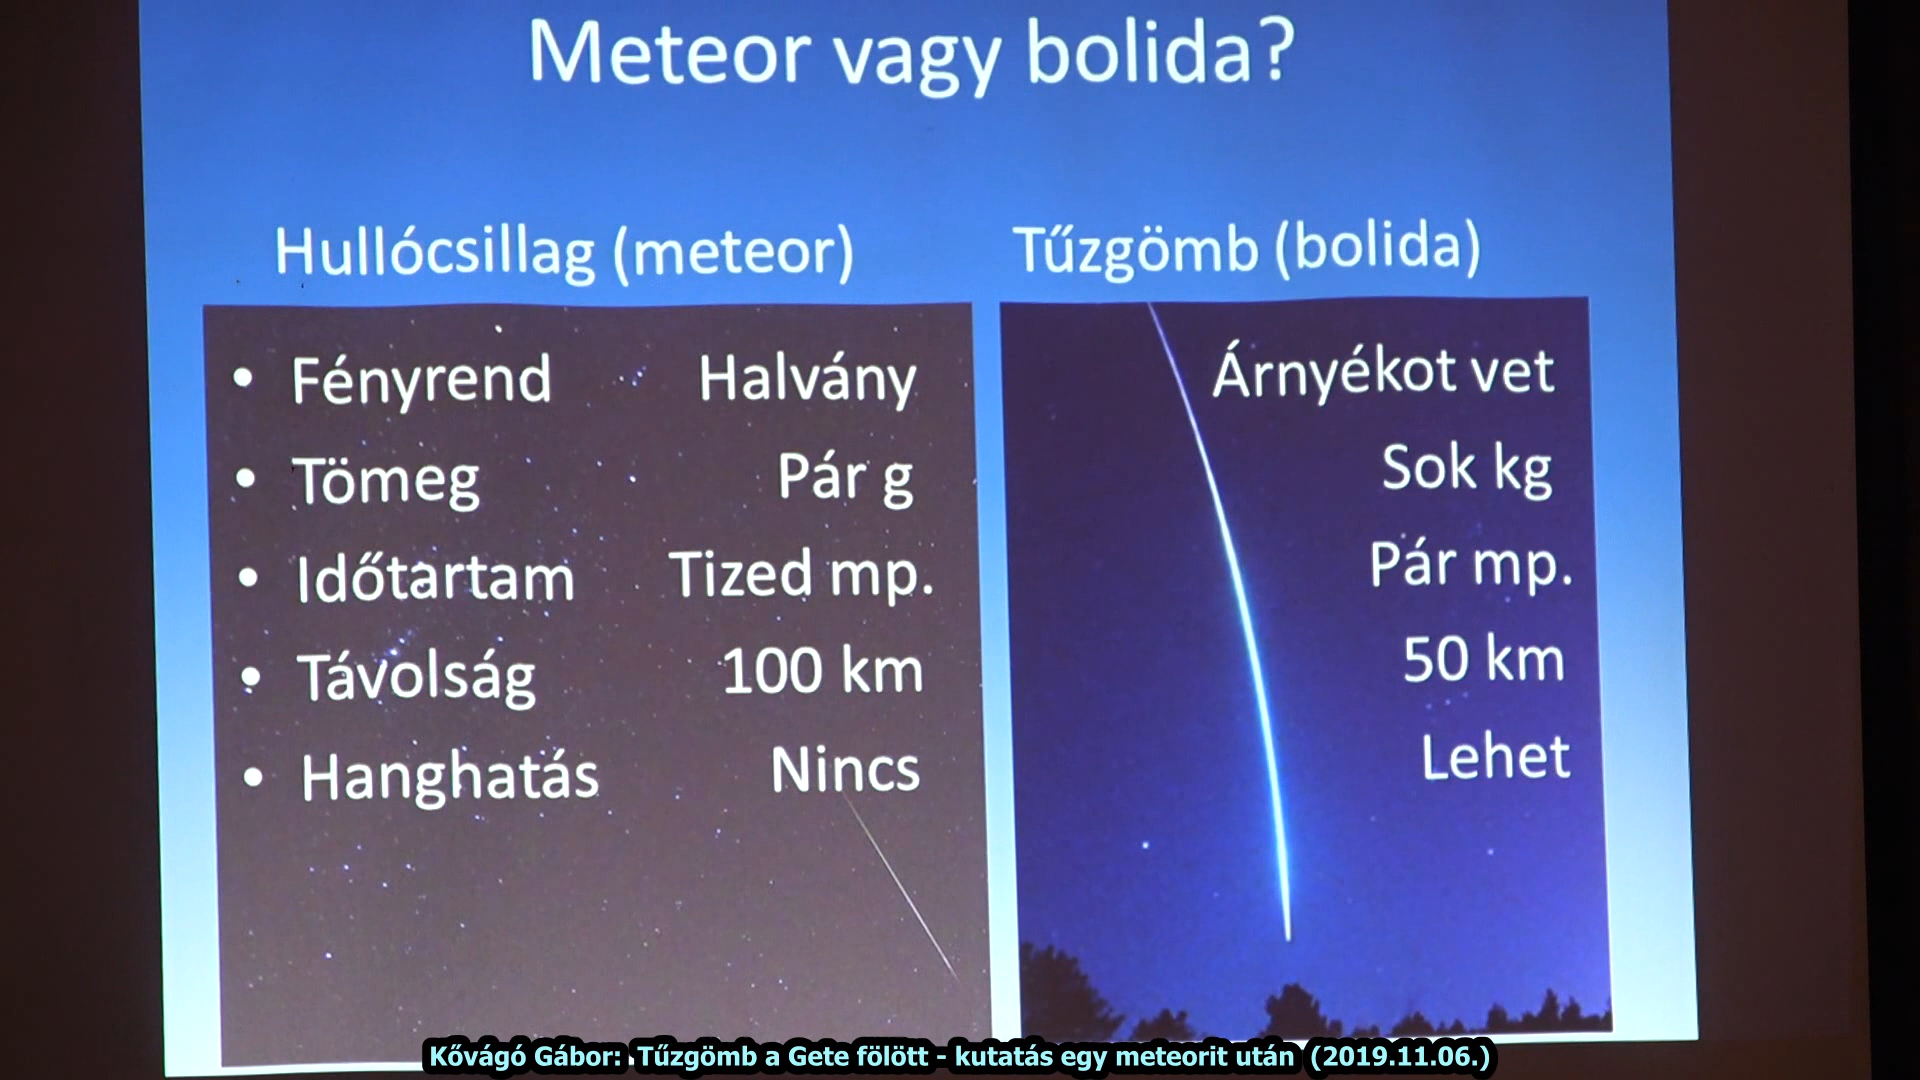 Meteor vagy bolida?
Hullócsillag (meteor)
Tűzgömb (bolida)
• Fényrend Halvány Árnyékot vet
• Tömeg Pár g Sok kg
• Időtartam Tized mp. Pár mp.
• Távolság 100 km 50 km
• Hanghatás Nincs Lehet
Kővágó Gábor: Tűzgömb a Gete fölött - kutatás egy meteorit után (2019.11.06.)